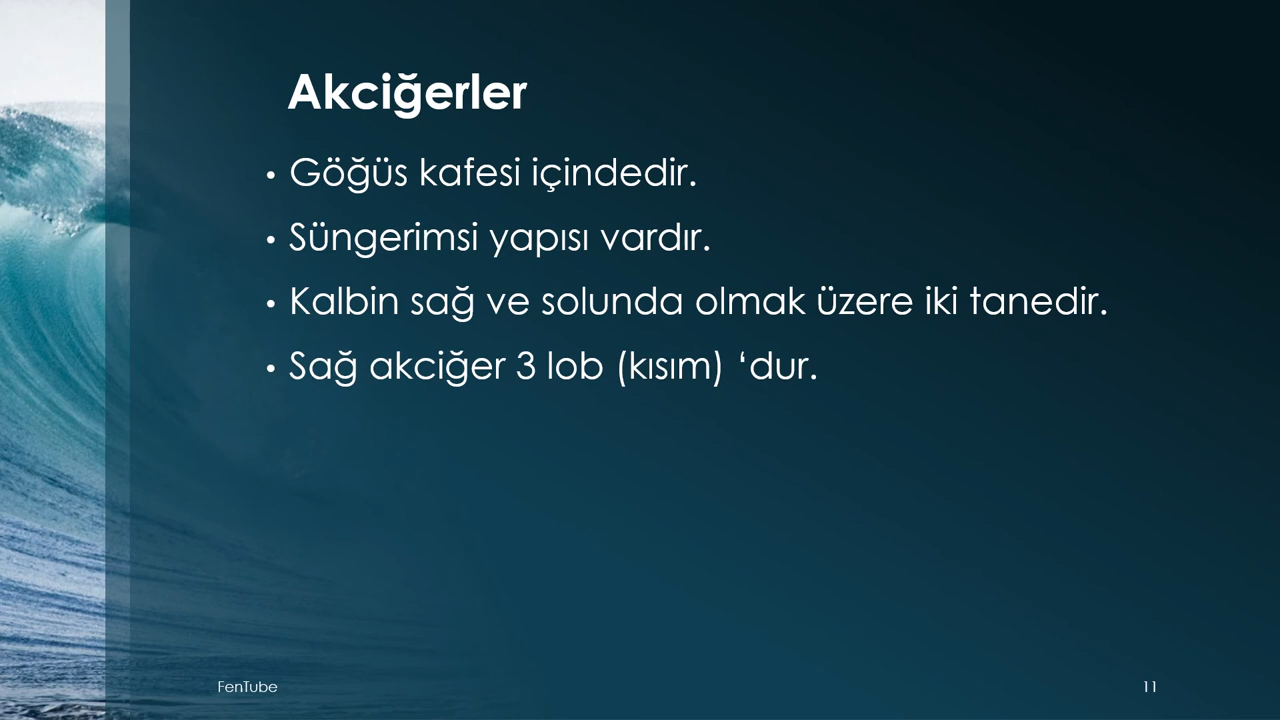 Akciğerler
• Göğüs kafesi içindedir.
• Süngerimsi yapısı vardır.
• Kalbin sağ ve solunda olmak üzere iki tanedir.
• Sağ akciğer 3 lob (kısım) ‘dur.
FenTube
11